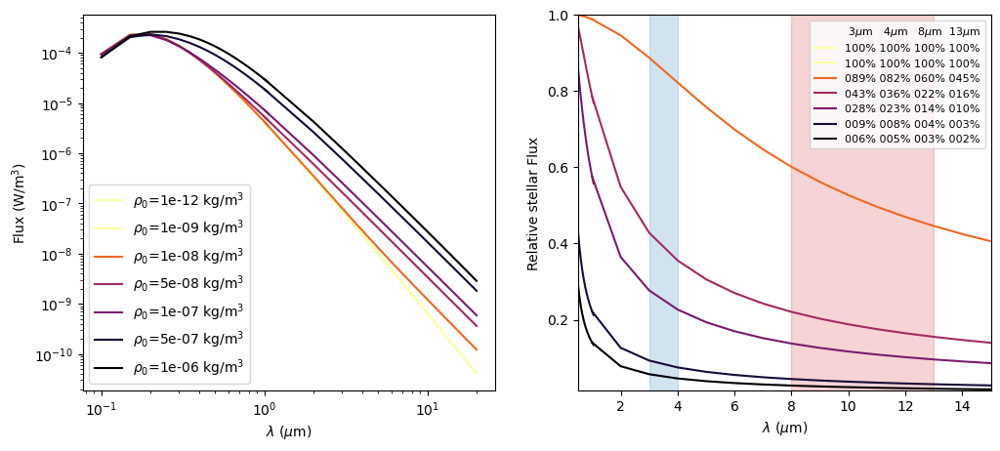 Flux (W/m³)
10⁻⁴
10⁻⁵
10⁻⁶
10⁻⁷
10⁻⁸
10⁻⁹
10⁻¹⁰
ρ₀=1e-12 kg/m³
ρ₀=1e-09 kg/m³
ρ₀=1e-08 kg/m³
ρ₀=5e-08 kg/m³
ρ₀=1e-07 kg/m³
ρ₀=5e-07 kg/m³
ρ₀=1e-06 kg/m³
10⁻¹ 10⁰ 10¹
λ (μm)
Relative stellar Flux
1.0
0.8
0.6
0.4
0.2
3μm 4μm 8μm 13μm
100% 100% 100% 100%
100% 100% 100% 100%
089% 082% 060% 045%
043% 036% 022% 016%
028% 023% 014% 010%
009% 008% 004% 003%
006% 005% 003% 002%
2 4 6 8 10 12 14
λ (μm)